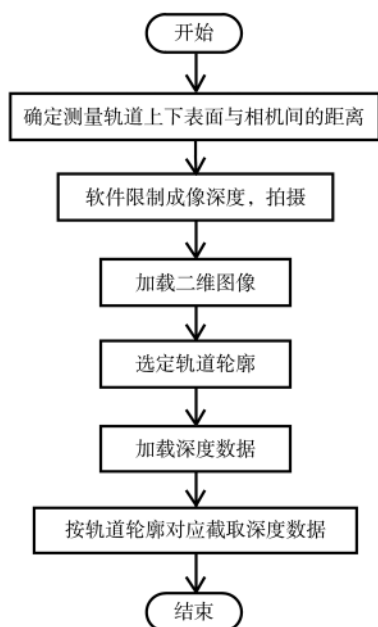 开始
确定测量轨道上下表面与相机间的距离
软件限制成像深度，拍摄
加载二维图像
选定轨道轮廓
加载深度数据
按轨道轮廓对应截取深度数据
结束